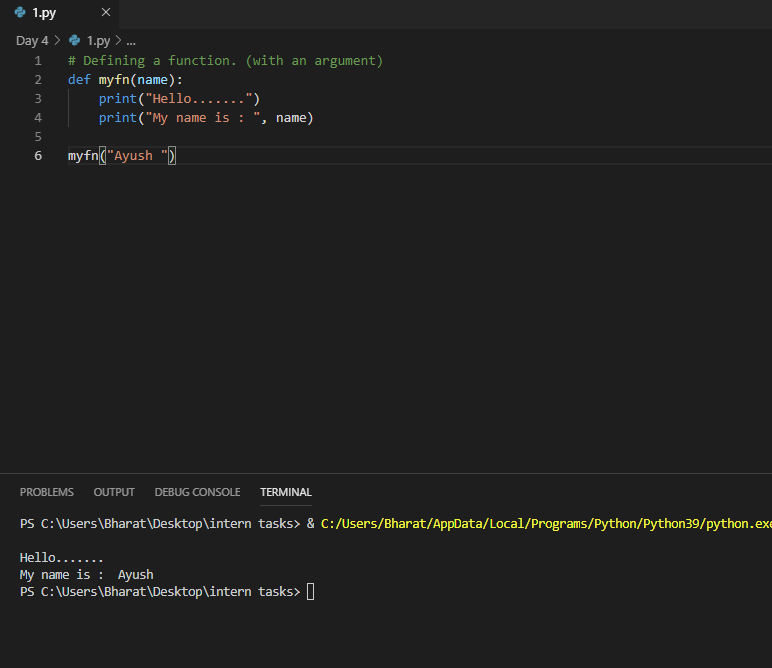 1.py ×
Day 4 > 1.py > ...
1 # Defining a function. (with an argument)
2 def myfn(name):
3     print("Hello.......")
4     print("My name is : ", name)
5
6 myfn("Ayush ")
PROBLEMS OUTPUT DEBUG CONSOLE TERMINAL
PS C:\Users\Bharat\Desktop\intern tasks> & C:/Users/Bharat/AppData/Local/Programs/Python/Python39/python.exe
Hello.......
My name is :  Ayush
PS C:\Users\Bharat\Desktop\intern tasks>